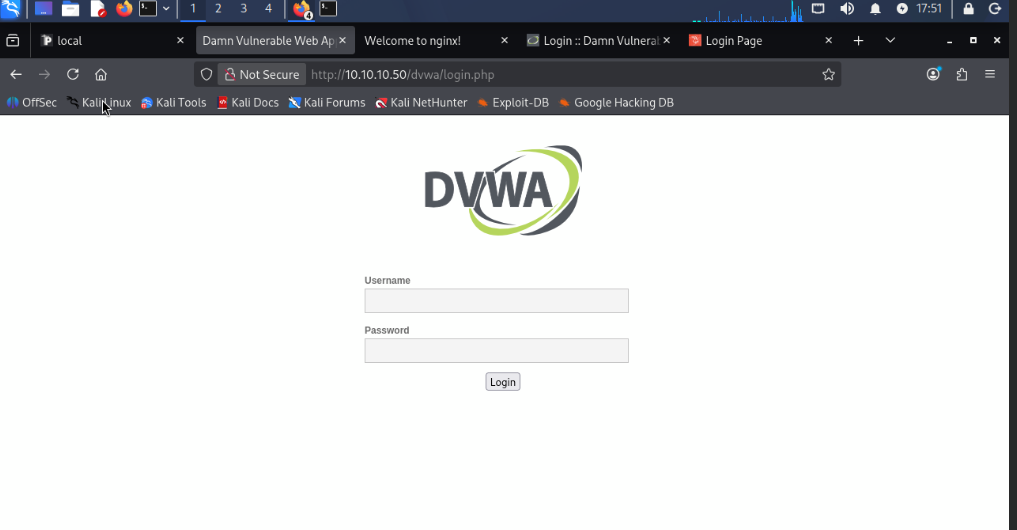 1 2 3 4 4 17:51
local Damn Vulnerable Web Ap Welcome to nginx! Login :: Damn Vulnera Login Page
Not Secure http://10.10.10.50/dvwa/login.php
OffSec Kali Linux Kali Tools Kali Docs Kali Forums Kali NetHunter Exploit-DB Google Hacking DB
DVWA
Username
Password
Login